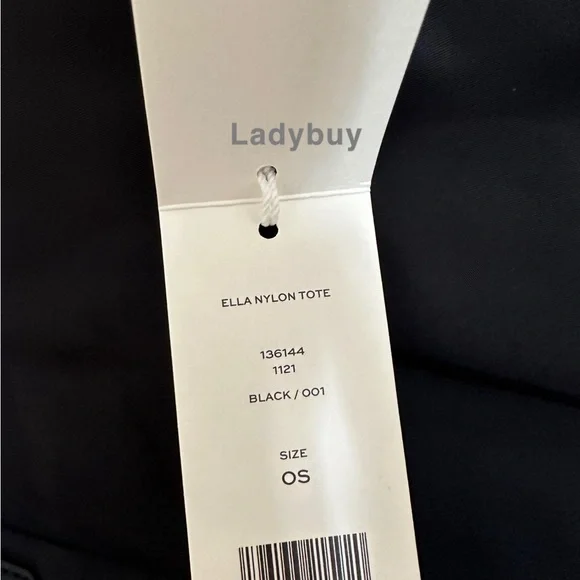 Ladybuy
ELLA NYLON TOTE
136144
1121
BLACK / 001
SIZE
OS